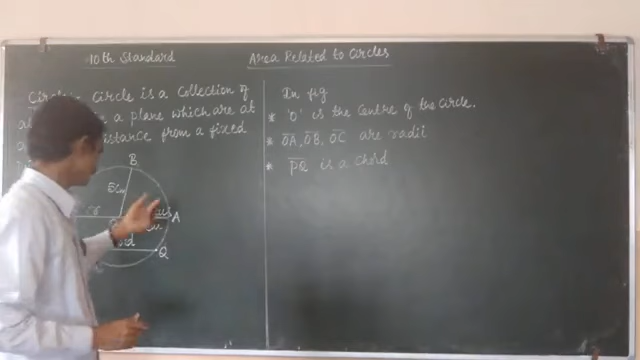 10th Standard
Area Related to Circles
Circle is a Collection of
a plane which are at
distance from a fixed
In fig
* 'O' is the Centre of the Circle.
* OA, OB, OC are radii
* PQ is a Chord
B
A
Q